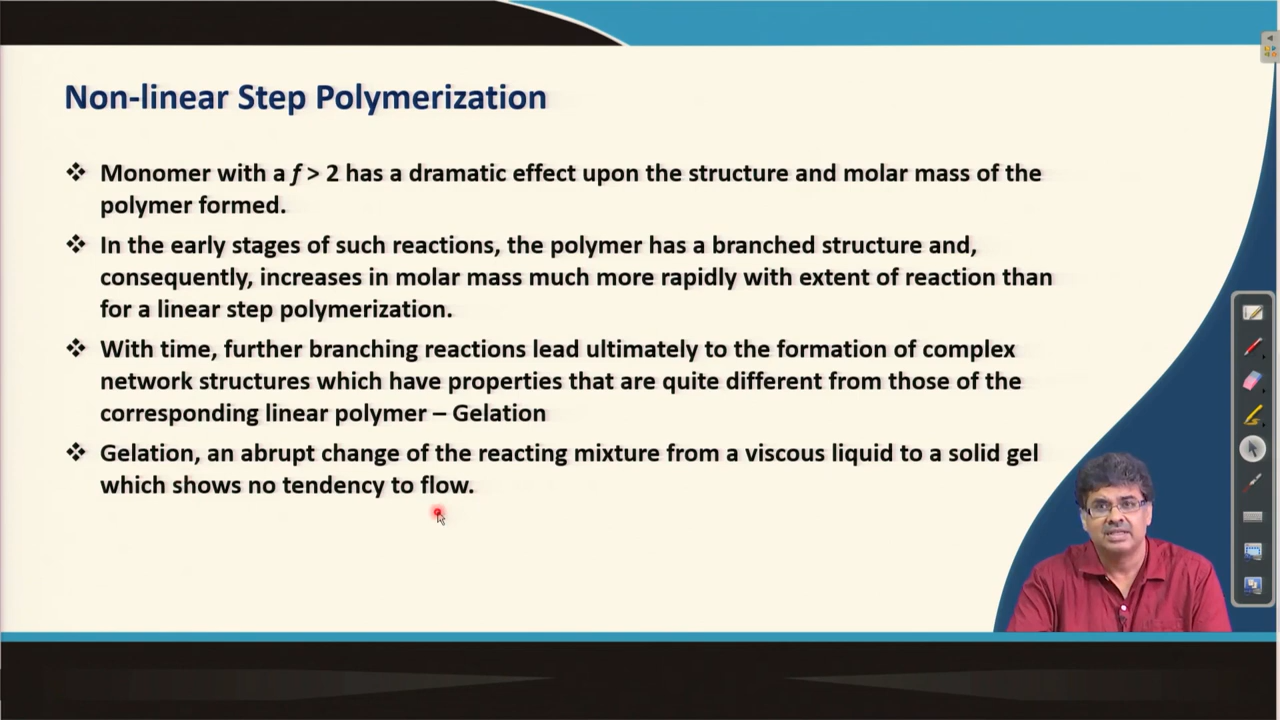 Non-linear Step Polymerization
❖ Monomer with a f > 2 has a dramatic effect upon the structure and molar mass of the
polymer formed.
❖ In the early stages of such reactions, the polymer has a branched structure and,
consequently, increases in molar mass much more rapidly with extent of reaction than
for a linear step polymerization.
❖ With time, further branching reactions lead ultimately to the formation of complex
network structures which have properties that are quite different from those of the
corresponding linear polymer – Gelation
❖ Gelation, an abrupt change of the reacting mixture from a viscous liquid to a solid gel
which shows no tendency to flow.